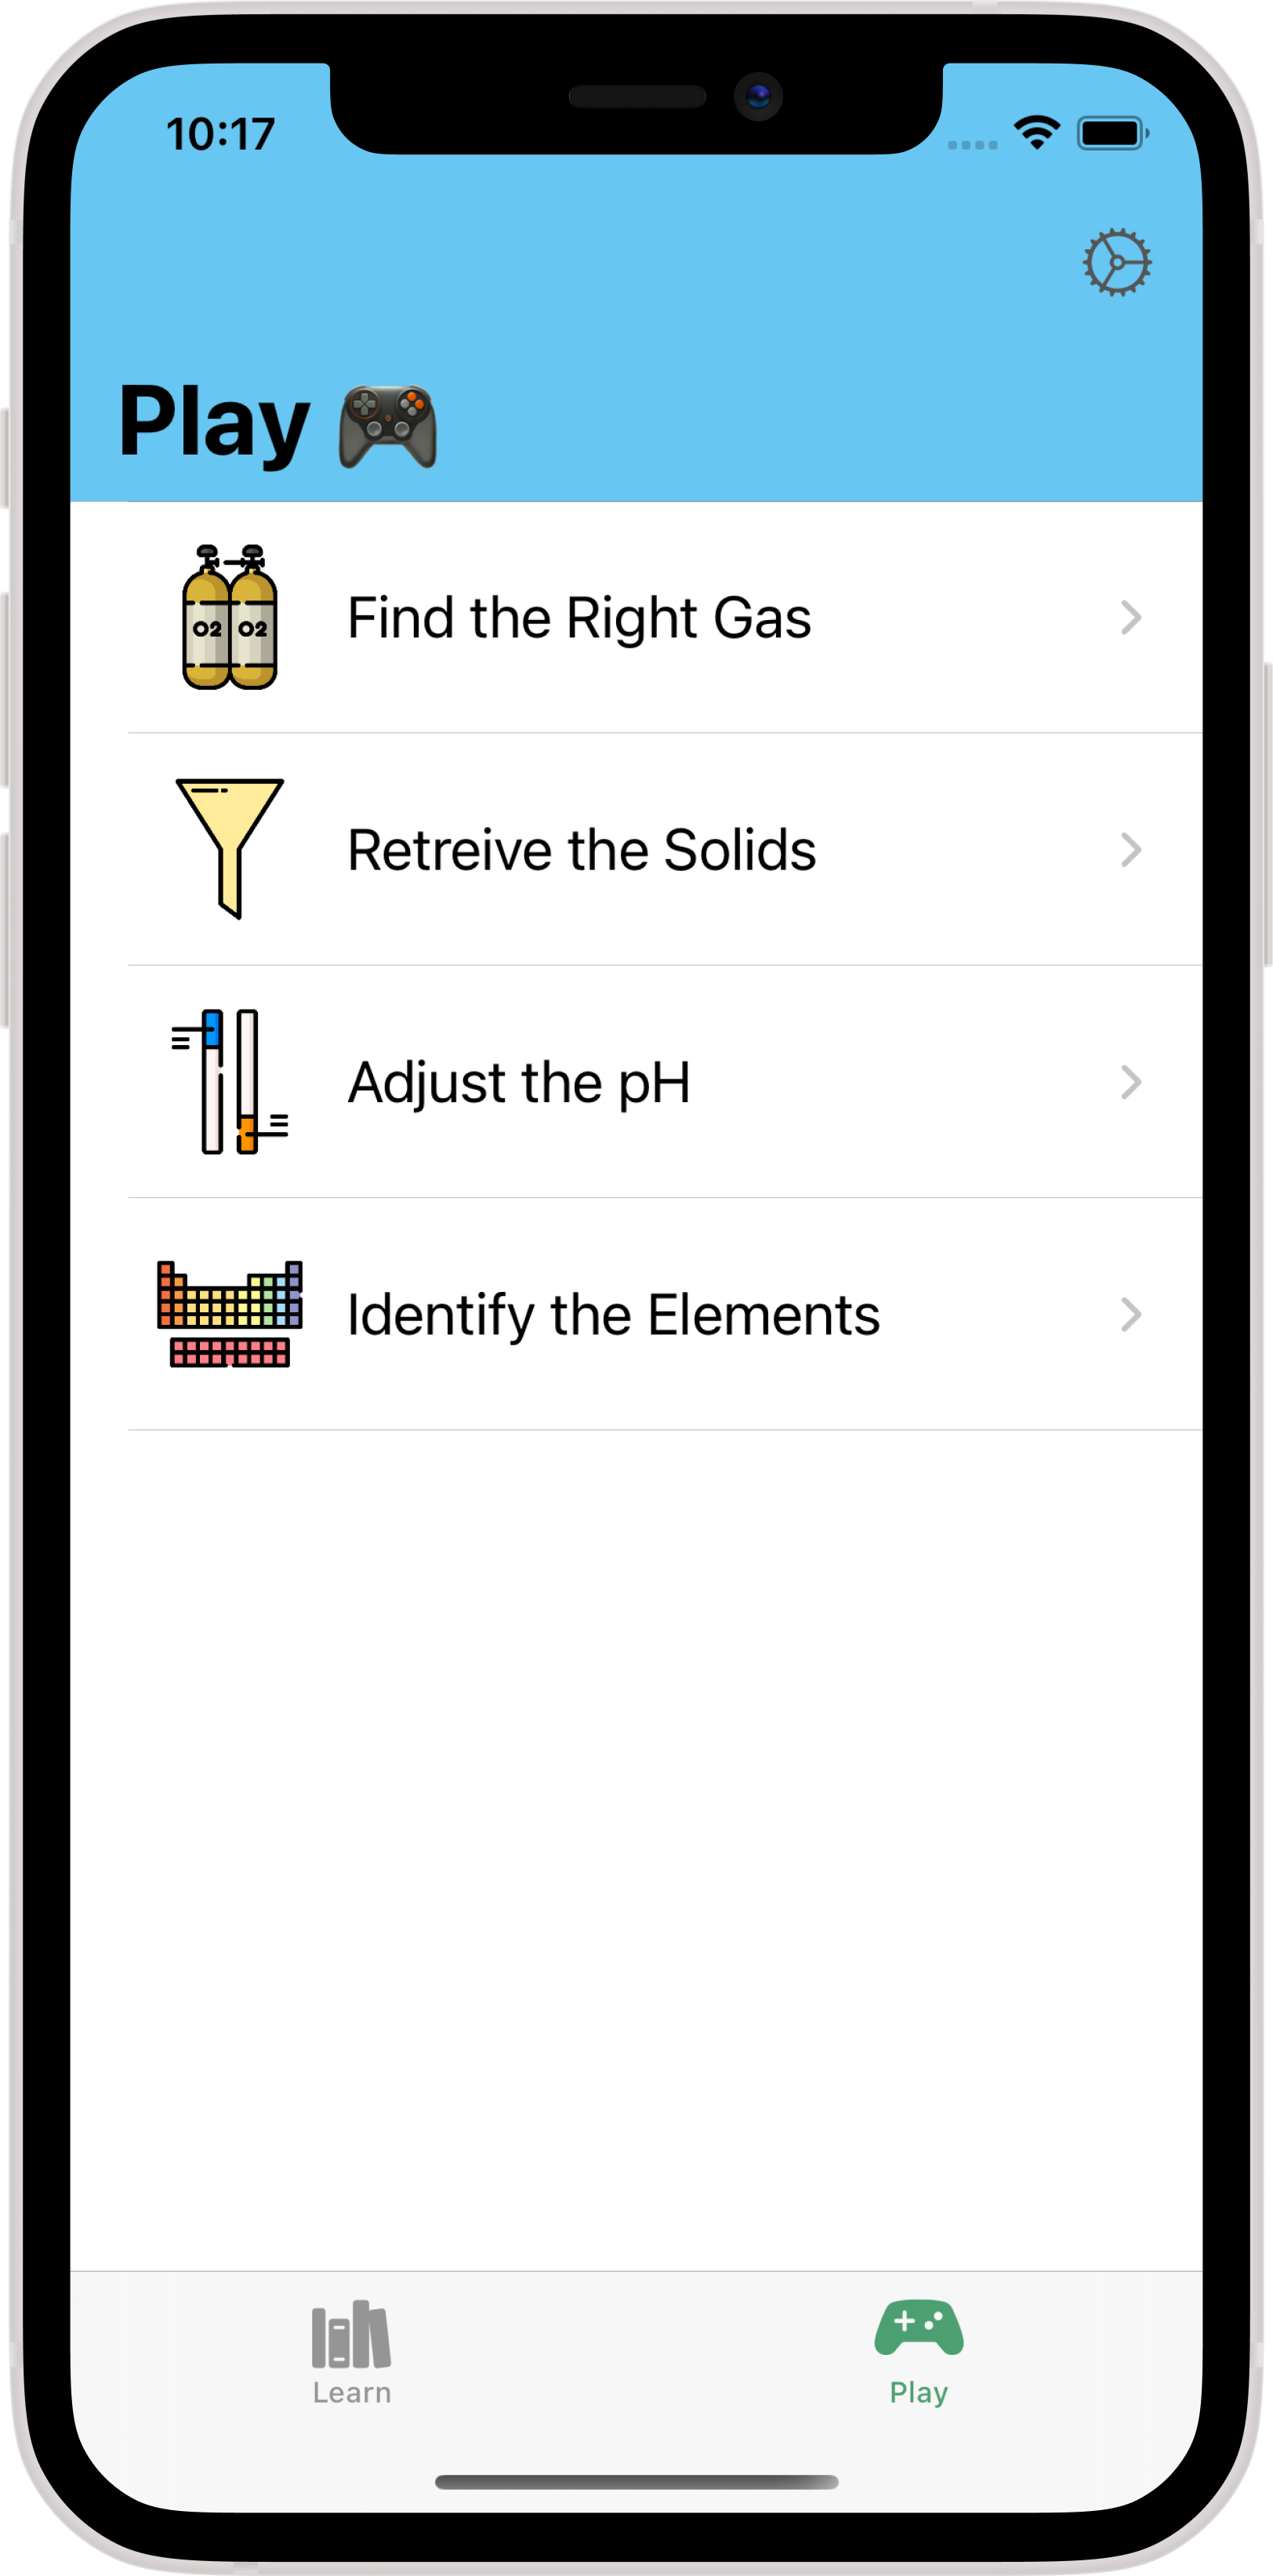 10:17
Play 🎮
O2 O2
Find the Right Gas
Retreive the Solids
Adjust the pH
Identify the Elements
Learn
Play